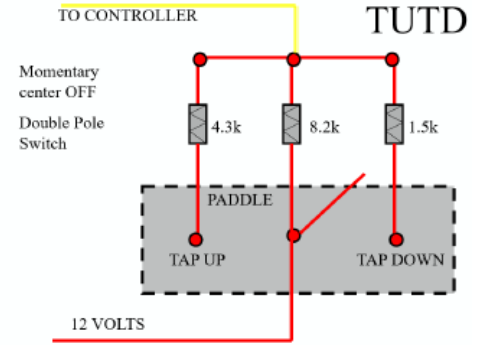 TO CONTROLLER
TUTD
Momentary
center OFF
Double Pole
Switch
4.3k
8.2k
1.5k
PADDLE
TAP UP
TAP DOWN
12 VOLTS